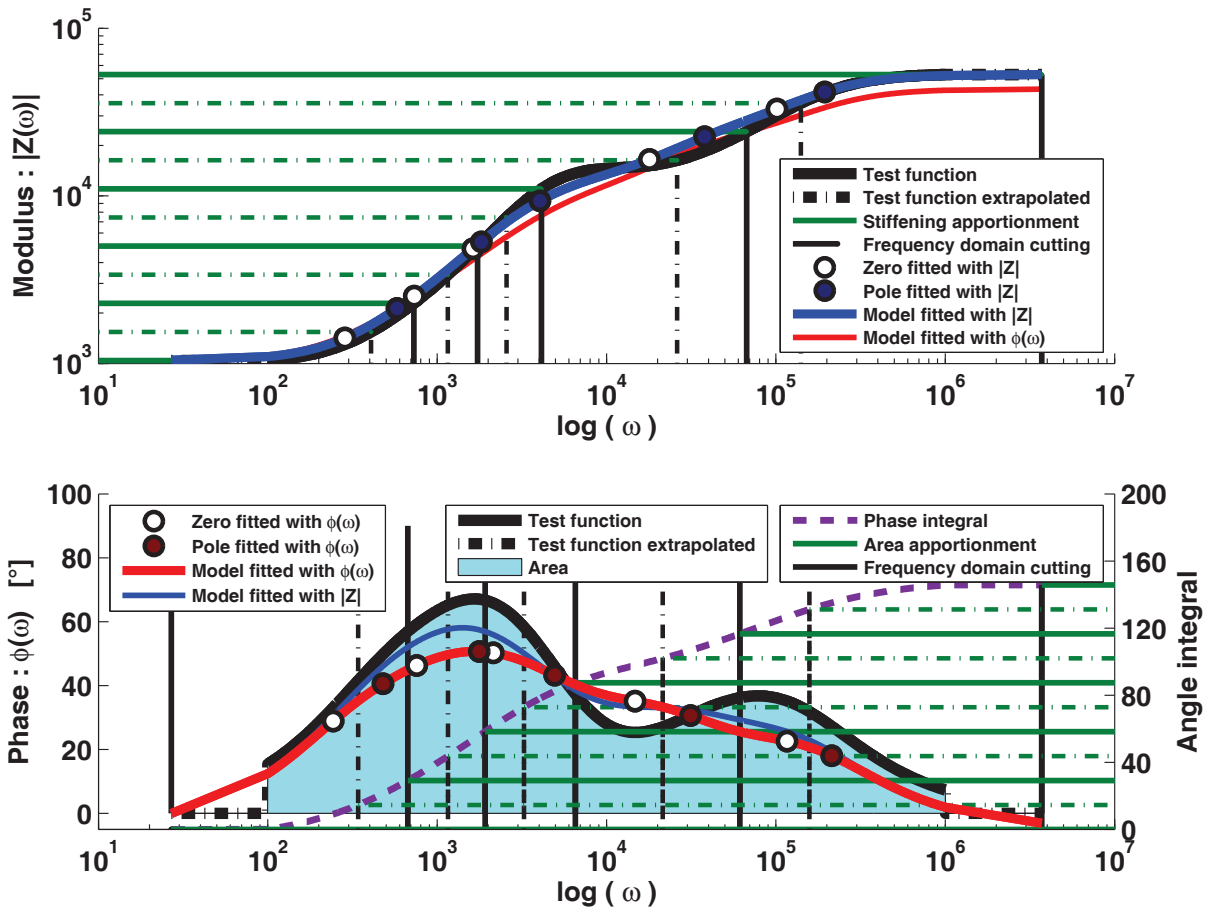 10^5
10^4
10^3
Modulus : |Z(ω)|
Test function
Test function extrapolated
Stiffening apportionment
Frequency domain cutting
Zero fitted with |Z|
Pole fitted with |Z|
Model fitted with |Z|
Model fitted with ϕ(ω)
10^1 10^2 10^3 10^4 10^5 10^6 10^7
log ( ω )
100
80
60
40
20
0
Phase : ϕ(ω) [°]
Zero fitted with ϕ(ω)
Pole fitted with ϕ(ω)
Model fitted with ϕ(ω)
Model fitted with |Z|
Test function
Test function extrapolated
Area
Phase integral
Area apportionment
Frequency domain cutting
200
160
120
80
40
0
Angle integral
10^1 10^2 10^3 10^4 10^5 10^6 10^7
log ( ω )